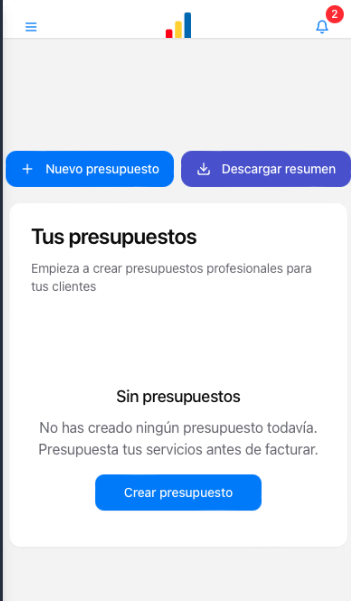 2
Nuevo presupuesto
Descargar resumen
Tus presupuestos
Empieza a crear presupuestos profesionales para
tus clientes
Sin presupuestos
No has creado ningún presupuesto todavía.
Presupuesta tus servicios antes de facturar.
Crear presupuesto